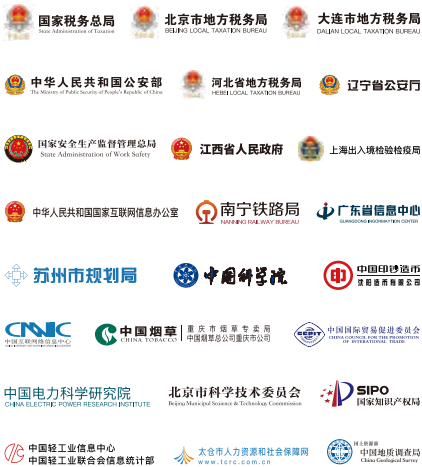 国家税务总局
State Administration of Taxation
北京市地方税务局
BEIJING LOCAL TAXATION BUREAU
大连市地方税务局
DALIAN LOCAL TAXATION BUREAU
中华人民共和国公安部
The Ministry of Public Security of People's Republic of China
河北省地方税务局
HEBEI LOCAL TAXATION BUREAU
辽宁省公安厅
国家安全生产监督管理总局
State Administration of Work Safety
江西省人民政府
上海出入境检验检疫局
中华人民共和国国家互联网信息办公室
南宁铁路局
NANNING RAILWAY BUREAU
广东省信息中心
GUANGDONG INFORMAYTION CENTER
苏州市规划局
中国科学院
中国印钞造币
沈阳造币有限公司
CNNIC
中国互联网络信息中心
中国烟草
CHINA TOBACCO
重庆市烟草专卖局
中国烟草总公司重庆市公司
CCPIT
中国国际贸易促进委员会
CHINA COUNCIL FOR THE PROMOTION
OF INTERNATIONAL TRADE
中国电力科学研究院
CHINA ELECTRIC POWER RESEARCH INSTITUTE
北京市科学技术委员会
Beijing Municipal Science & Technology Commission
SIPO
国家知识产权局
中国轻工业信息中心
中国轻工业联合会信息统计部
太仓市人力资源和社会保障网
www.tcrc.com.cn
国土资源部
中国地质调查局
China Geological Survey